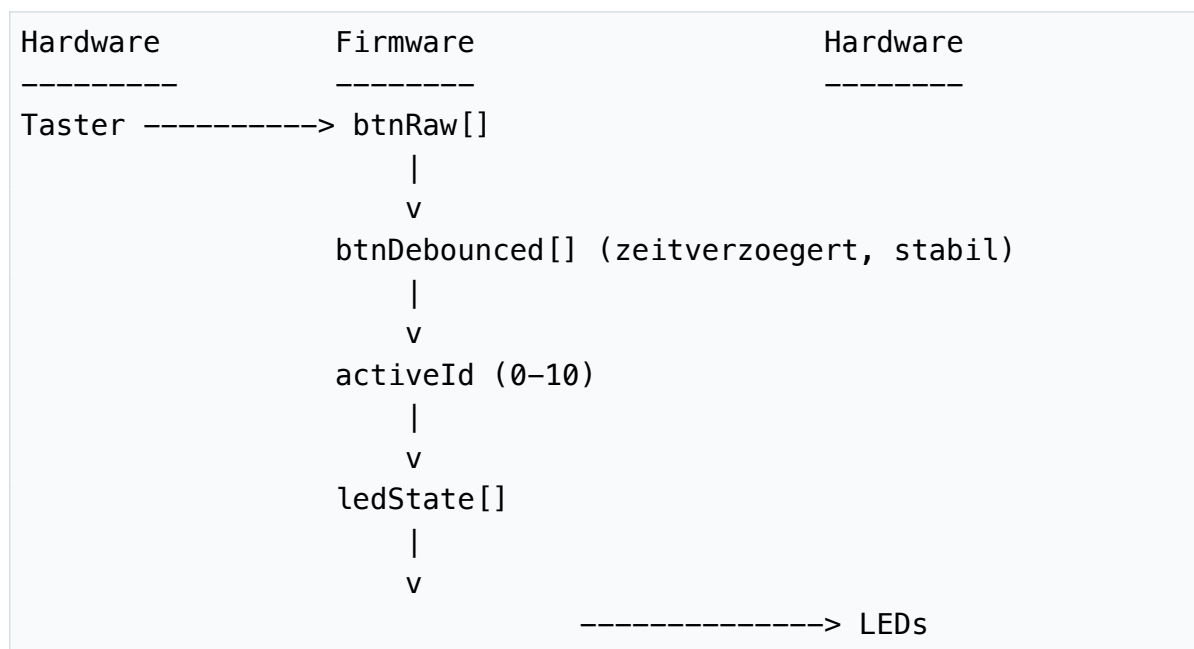 Hardware          Firmware                    Hardware
---------         --------                    --------
Taster ----------> btnRaw[]
                      |
                      v
                  btnDebounced[] (zeitverzoegert, stabil)
                      |
                      v
                  activeId (0-10)
                      |
                      v
                  ledState[]
                      |
                      v
                                --------------> LEDs